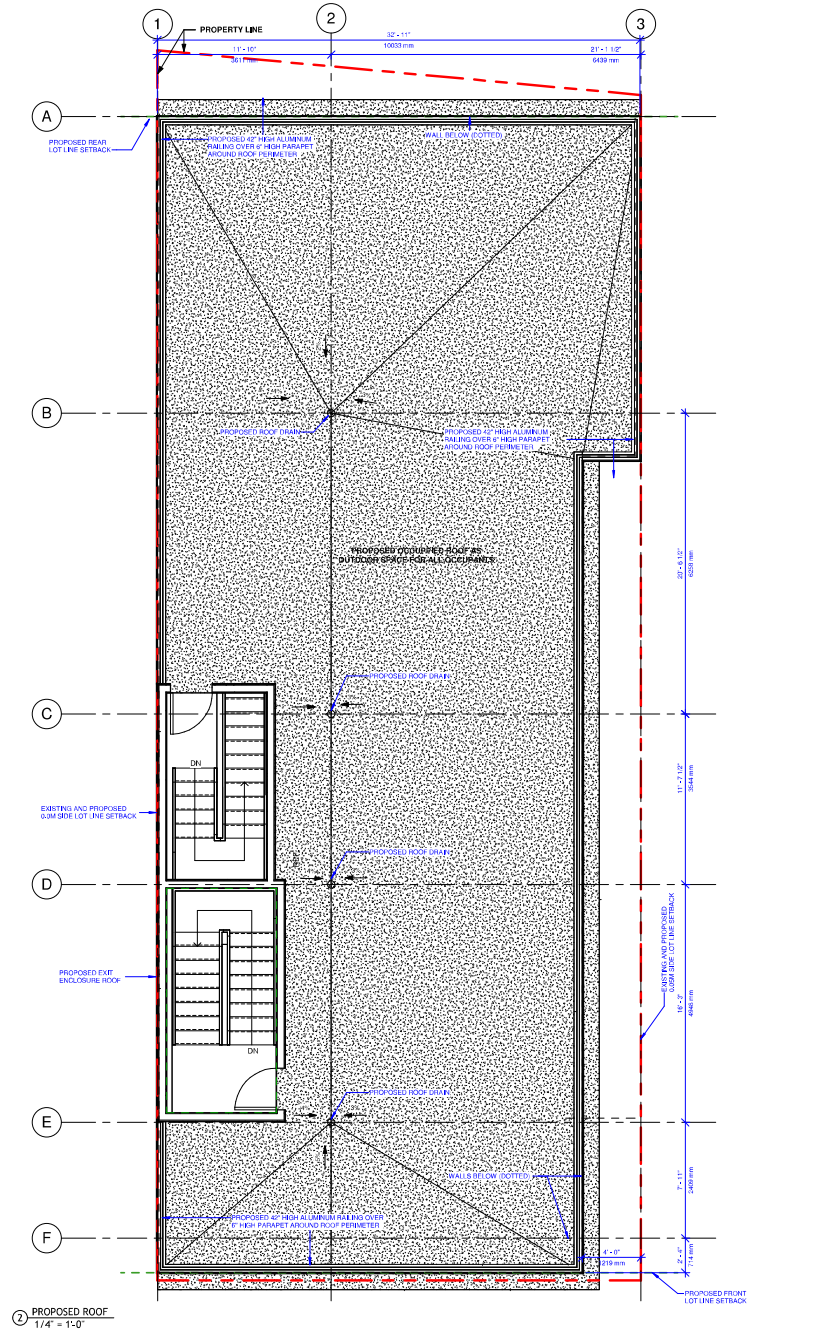 1
2
3
PROPERTY LINE
32' - 11"
10033 mm
11' - 10"
3611 mm
21' - 1 1/2"
6439 mm
A
PROPOSED REAR
LOT LINE SETBACK
PROPOSED 42" HIGH ALUMINUM
RAILING OVER 6" HIGH PARAPET
AROUND ROOF PERIMETER
WALL BELOW (DOTTED)
B
PROPOSED ROOF DRAIN
PROPOSED 42" HIGH ALUMINUM
RAILING OVER 6" HIGH PARAPET
AROUND ROOF PERIMETER
PROPOSED OCCUPIED ROOF AS
OUTDOOR SPACE FOR ALL OCCUPANTS
20' - 6 1/2"
6258 mm
PROPOSED ROOF DRAIN
C
DN
11' - 7 1/2"
3544 mm
EXISTING AND PROPOSED
0.0M SIDE LOT LINE SETBACK
PROPOSED ROOF DRAIN
D
EXISTING AND PROPOSED
0.05M SIDE LOT LINE SETBACK
PROPOSED EXIT
ENCLOSURE ROOF
16' - 3"
4948 mm
DN
PROPOSED ROOF DRAIN
E
WALLS BELOW (DOTTED)
7' - 11"
2409 mm
PROPOSED 42" HIGH ALUMINUM RAILING OVER
6" HIGH PARAPET AROUND ROOF PERIMETER
F
4' - 0"
1219 mm
2' - 4"
714 mm
PROPOSED FRONT
LOT LINE SETBACK
2
PROPOSED ROOF
1/4" = 1'-0"